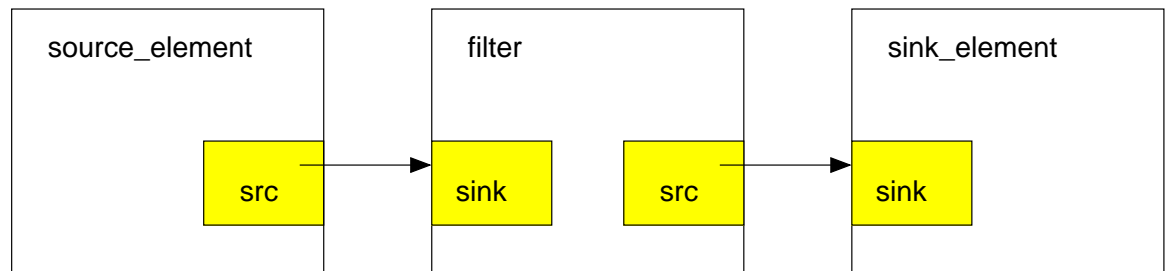 source_element
filter
sink_element
src
sink
src
sink